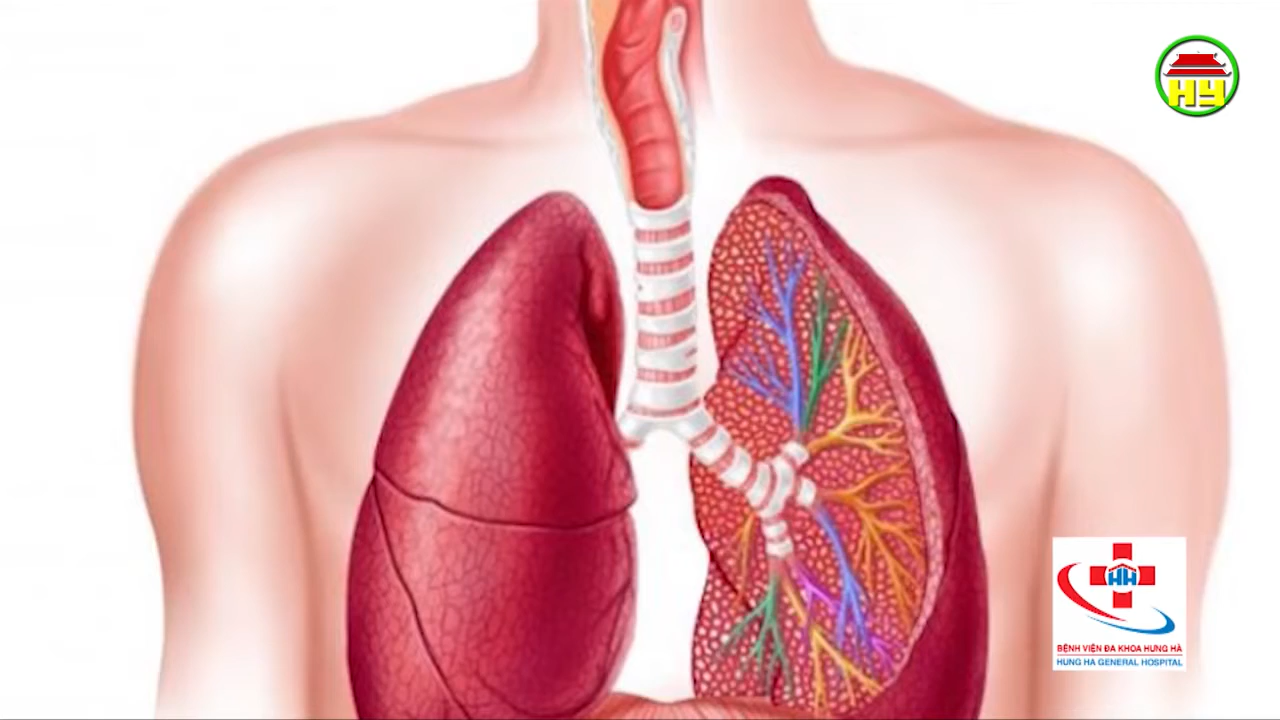 HY
HH
BỆNH VIỆN ĐA KHOA HƯNG HÀ
HUNG HA GENERAL HOSPITAL